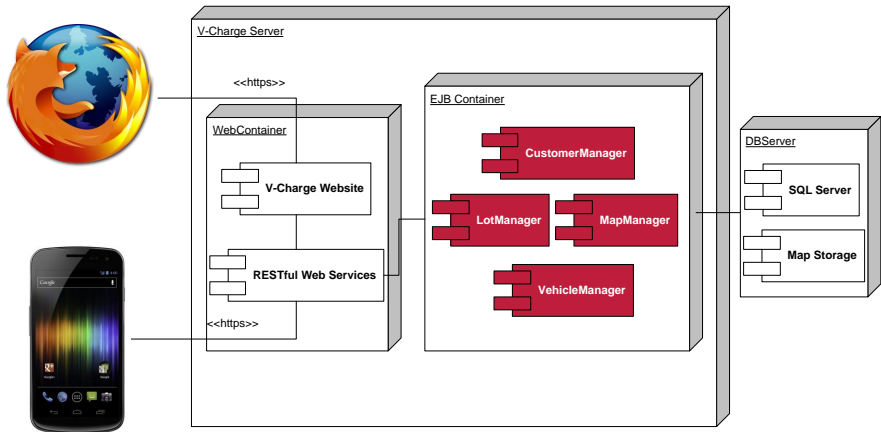 V-Charge Server
<<https>>
EJB Container
WebContainer
CustomerManager
DBServer
V-Charge Website
SQL Server
LotManager
MapManager
RESTful Web Services
Map Storage
VehicleManager
Google
<<https>>